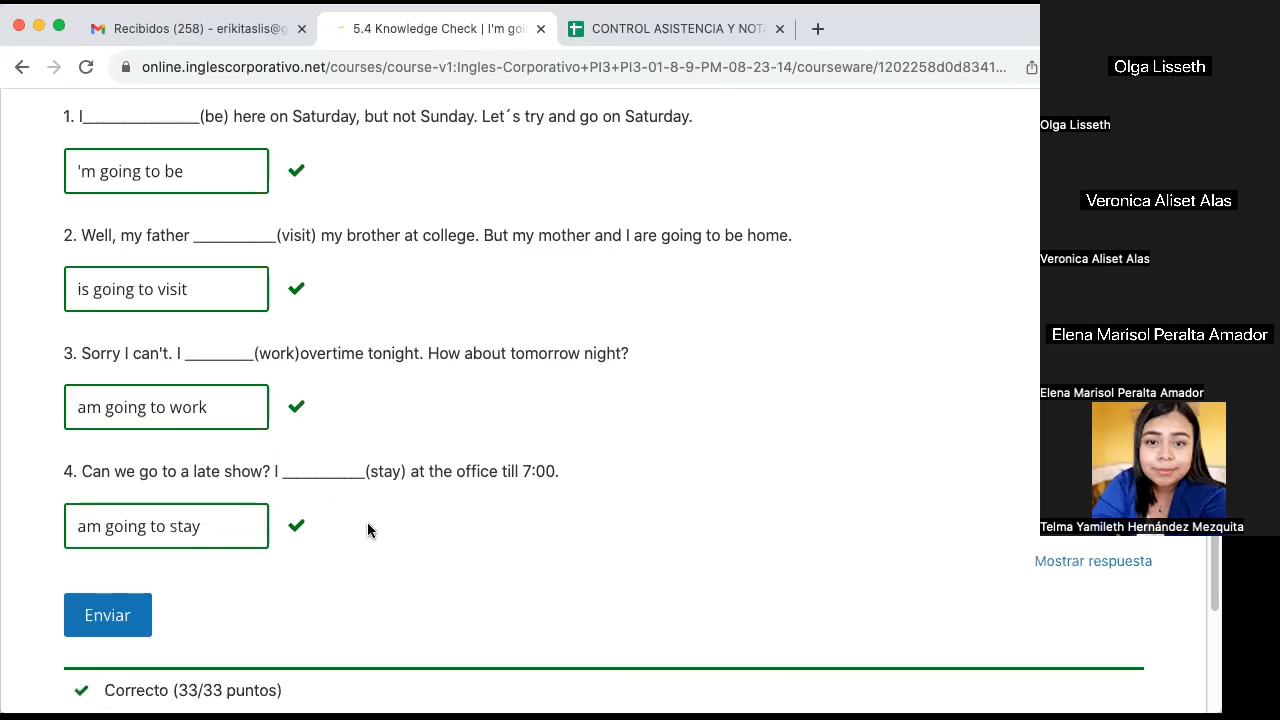 Recibidos (258) - erikitaslis@g
5.4 Knowledge Check | I'm goi
CONTROL ASISTENCIA Y NOTA
online.inglescorporativo.net/courses/course-v1:Ingles-Corporativo+PI3+PI3-01-8-9-PM-08-23-14/courseware/1202258d0d8341...
1. I______________(be) here on Saturday, but not Sunday. Let´s try and go on Saturday.
'm going to be
2. Well, my father __________(visit) my brother at college. But my mother and I are going to be home.
is going to visit
3. Sorry I can't. I ________(work)overtime tonight. How about tomorrow night?
am going to work
4. Can we go to a late show? I __________(stay) at the office till 7:00.
am going to stay
Mostrar respuesta
Enviar
Correcto (33/33 puntos)
Olga Lisseth
Olga Lisseth
Veronica Aliset Alas
Veronica Aliset Alas
Elena Marisol Peralta Amador
Elena Marisol Peralta Amador
Telma Yamileth Hernández Mezquita